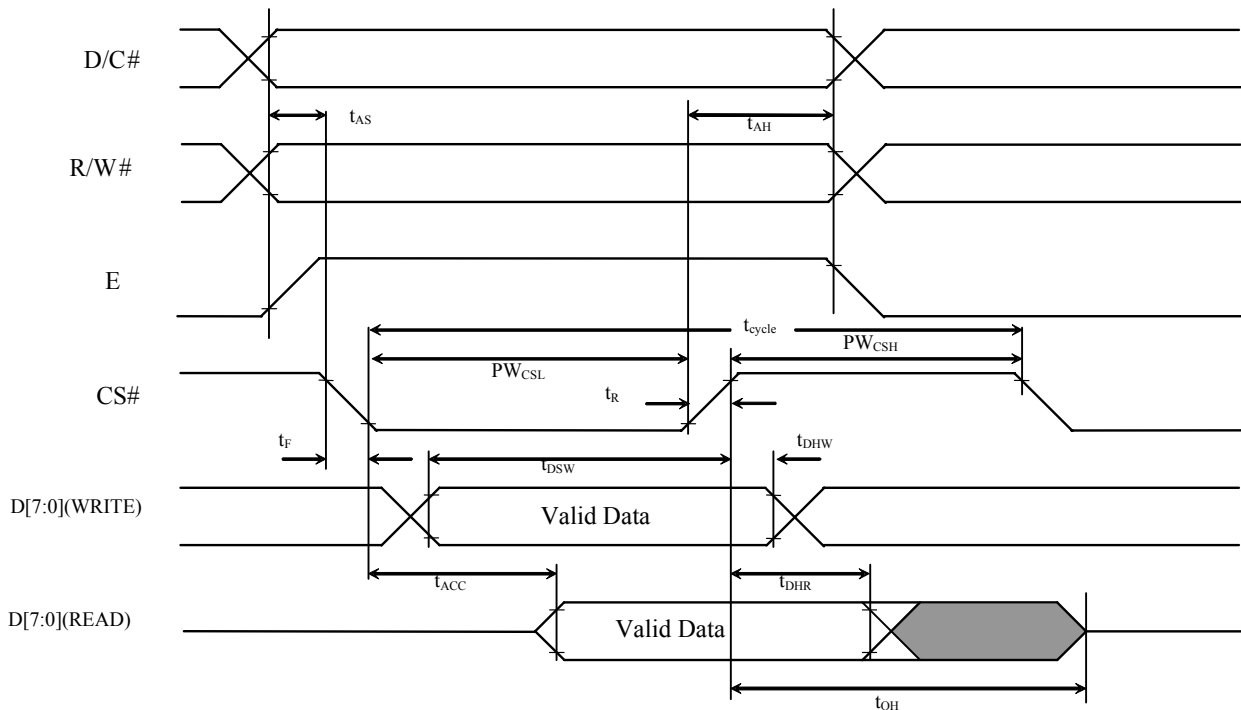 D/C#
tAS
tAH
R/W#
E
tcycle
PWCSL
PWCSH
CS#
tR
tF
tDSW
tDHW
D[7:0](WRITE)
Valid Data
tACC
tDHR
D[7:0](READ)
Valid Data
tOH